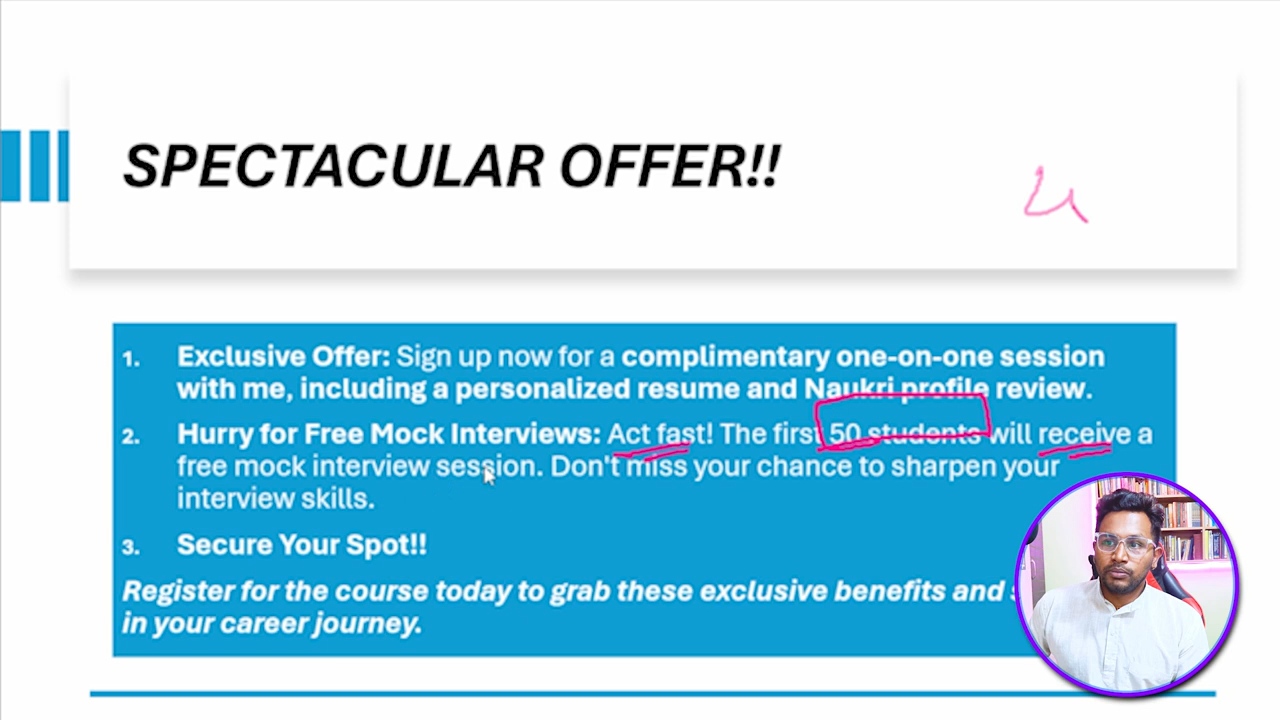 SPECTACULAR OFFER!!
1. Exclusive Offer: Sign up now for a complimentary one-on-one session
with me, including a personalized resume and Naukri profile review.
2. Hurry for Free Mock Interviews: Act fast! The first 50 students will receive a
free mock interview session. Don't miss your chance to sharpen your
interview skills.
3. Secure Your Spot!!
Register for the course today to grab these exclusive benefits and
in your career journey.